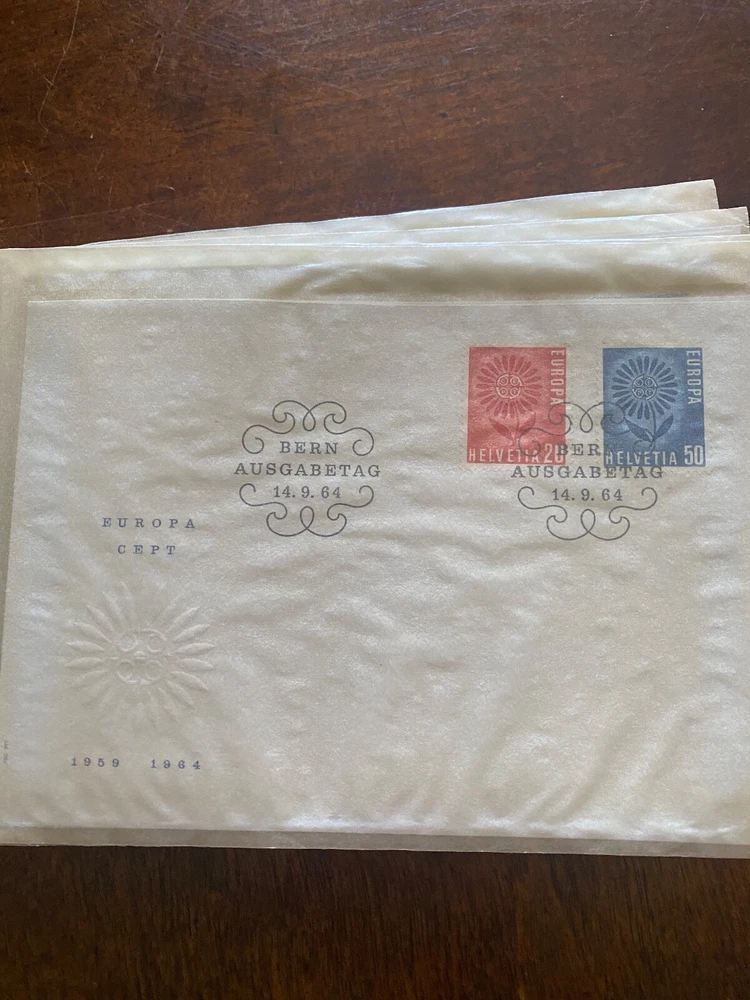 EUROPA
HELVETIA 20
EUROPA
HELVETIA 50
BERN
AUSGABETAG
14.9.64
BERN
AUSGABETAG
14.9.64
EUROPA
CEPT
1959 1964